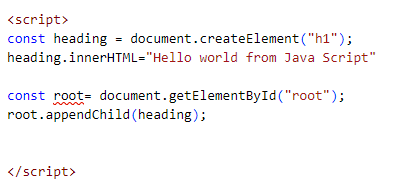 <script>
const heading = document.createElement("h1");
heading.innerHTML="Hello world from Java Script"
const root= document.getElementById("root");
root.appendChild(heading);
</script>